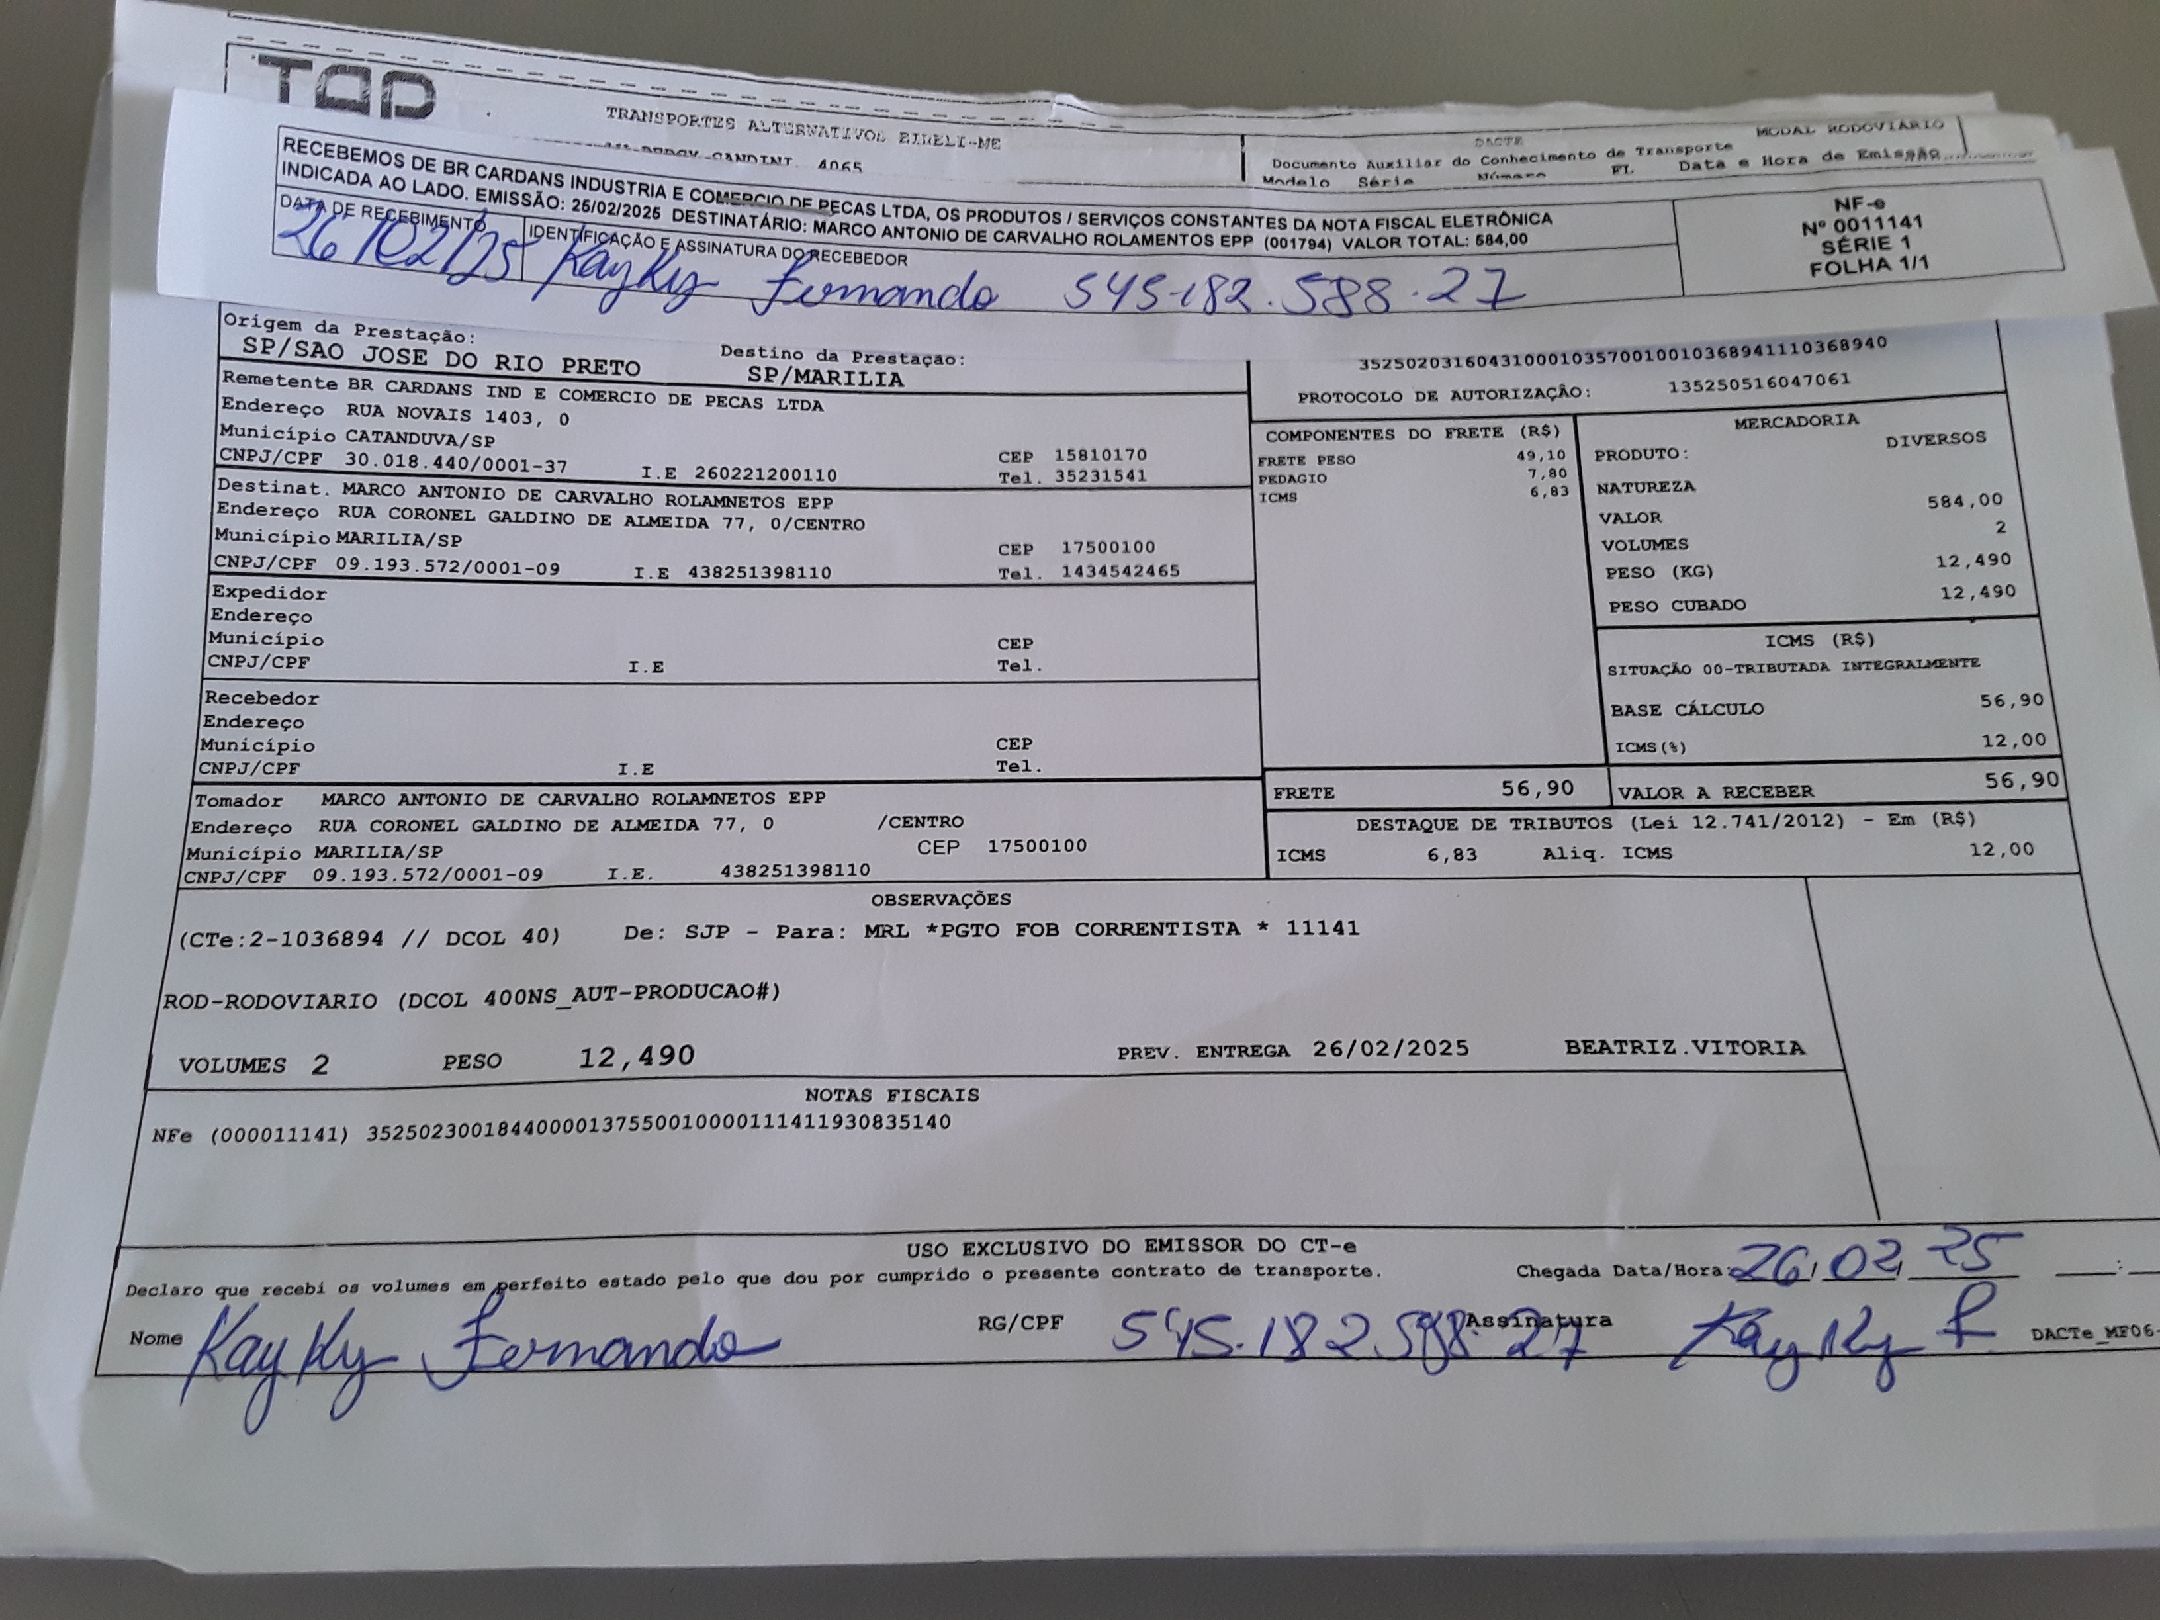 TAP
TRANSPORTES ALTERNATIVOS EIRELI-ME
4065
DACTE MODAL RODOVIÁRIO
Documento Auxiliar do Conhecimento de Transporte
Modelo Série Número FL Data e Hora de Emissão
RECEBEMOS DE BR CARDANS INDUSTRIA E COMERCIO DE PECAS LTDA, OS PRODUTOS / SERVIÇOS CONSTANTES DA NOTA FISCAL ELETRÔNICA
INDICADA AO LADO. EMISSÃO: 25/02/2025 DESTINATÁRIO: MARCO ANTONIO DE CARVALHO ROLAMENTOS EPP (001794) VALOR TOTAL: 584,00
NF-e
Nº 0011141
SÉRIE 1
FOLHA 1/1
DATA DE RECEBIMENTO IDENTIFICAÇÃO E ASSINATURA DO RECEBEDOR
26/02/25 Kayky Fernando 545.182.588.27
Origem da Prestação: Destino da Prestação:
SP/SAO JOSE DO RIO PRETO SP/MARILIA
Remetente BR CARDANS IND E COMERCIO DE PECAS LTDA
Endereço RUA NOVAIS 1403, 0
Município CATANDUVA/SP CEP 15810170
CNPJ/CPF 30.018.440/0001-37 I.E 260221200110 Tel. 35231541
Destinat. MARCO ANTONIO DE CARVALHO ROLAMNETOS EPP
Endereço RUA CORONEL GALDINO DE ALMEIDA 77, 0/CENTRO
Município MARILIA/SP CEP 17500100
CNPJ/CPF 09.193.572/0001-09 I.E 438251398110 Tel. 1434542465
Expedidor
Endereço
Município CEP
CNPJ/CPF I.E Tel.
Recebedor
Endereço
Município CEP
CNPJ/CPF I.E Tel.
Tomador MARCO ANTONIO DE CARVALHO ROLAMNETOS EPP
Endereço RUA CORONEL GALDINO DE ALMEIDA 77, 0 /CENTRO
Município MARILIA/SP CEP 17500100
CNPJ/CPF 09.193.572/0001-09 I.E. 438251398110
35250203160431000103570010010368941110368940
PROTOCOLO DE AUTORIZAÇÂO: 135250516047061
COMPONENTES DO FRETE (R$)
FRETE PESO 49,10
PEDAGIO 7,80
ICMS 6,83
MERCADORIA
PRODUTO: DIVERSOS
NATUREZA
VALOR 584,00
VOLUMES 2
PESO (KG) 12,490
PESO CUBADO 12,490
ICMS (R$)
SITUAÇÃO 00-TRIBUTADA INTEGRALMENTE
BASE CÁLCULO 56,90
ICMS(%) 12,00
FRETE 56,90 VALOR A RECEBER 56,90
DESTAQUE DE TRIBUTOS (Lei 12.741/2012) - Em (R$)
ICMS 6,83 Aliq. ICMS 12,00
OBSERVAÇÕES
(CTe:2-1036894 // DCOL 40) De: SJP - Para: MRL *PGTO FOB CORRENTISTA * 11141
ROD-RODOVIARIO (DCOL 400NS_AUT-PRODUCAO#)
VOLUMES 2 PESO 12,490 PREV. ENTREGA 26/02/2025 BEATRIZ.VITORIA
NOTAS FISCAIS
NFe (000011141) 35250230018440000137550010000111411930835140
USO EXCLUSIVO DO EMISSOR DO CT-e
Declaro que recebi os volumes em perfeito estado pelo que dou por cumprido o presente contrato de transporte. Chegada Data/Hora: 26/02/25 :
Nome Kayky Fernando RG/CPF 545.182.588.27 Assinatura Kayky F. DACTe_MF06-